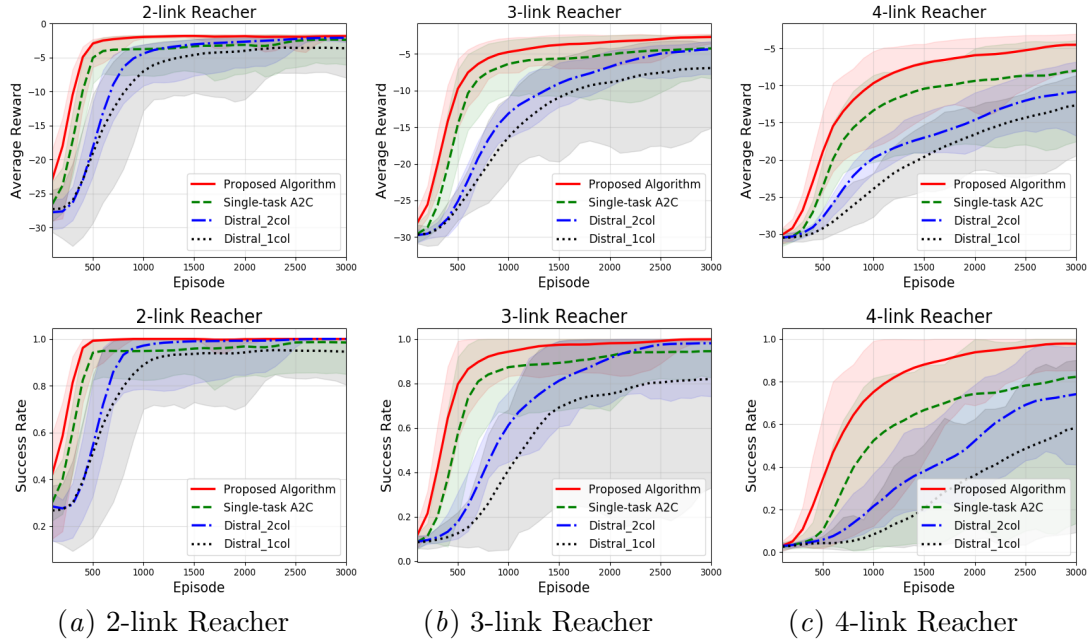 2-link Reacher
3-link Reacher
4-link Reacher
0
−5
−10
−15
−20
−25
−30
Average Reward
Proposed Algorithm
Single-task A2C
Distral_2col
Distral_1col
500 1000 1500 2000 2500 3000
Episode
−5
−10
−15
−20
−25
−30
Average Reward
Proposed Algorithm
Single-task A2C
Distral_2col
Distral_1col
500 1000 1500 2000 2500 3000
Episode
−5
−10
−15
−20
−25
−30
Average Reward
Proposed Algorithm
Single-task A2C
Distral_2col
Distral_1col
500 1000 1500 2000 2500 3000
Episode
2-link Reacher
3-link Reacher
4-link Reacher
1.0
0.8
0.6
0.4
0.2
Success Rate
Proposed Algorithm
Single-task A2C
Distral_2col
Distral_1col
500 1000 1500 2000 2500 3000
Episode
1.0
0.8
0.6
0.4
0.2
0.0
Success Rate
Proposed Algorithm
Single-task A2C
Distral_2col
Distral_1col
500 1000 1500 2000 2500 3000
Episode
1.0
0.8
0.6
0.4
0.2
0.0
Success Rate
Proposed Algorithm
Single-task A2C
Distral_2col
Distral_1col
500 1000 1500 2000 2500 3000
Episode
(a) 2-link Reacher
(b) 3-link Reacher
(c) 4-link Reacher